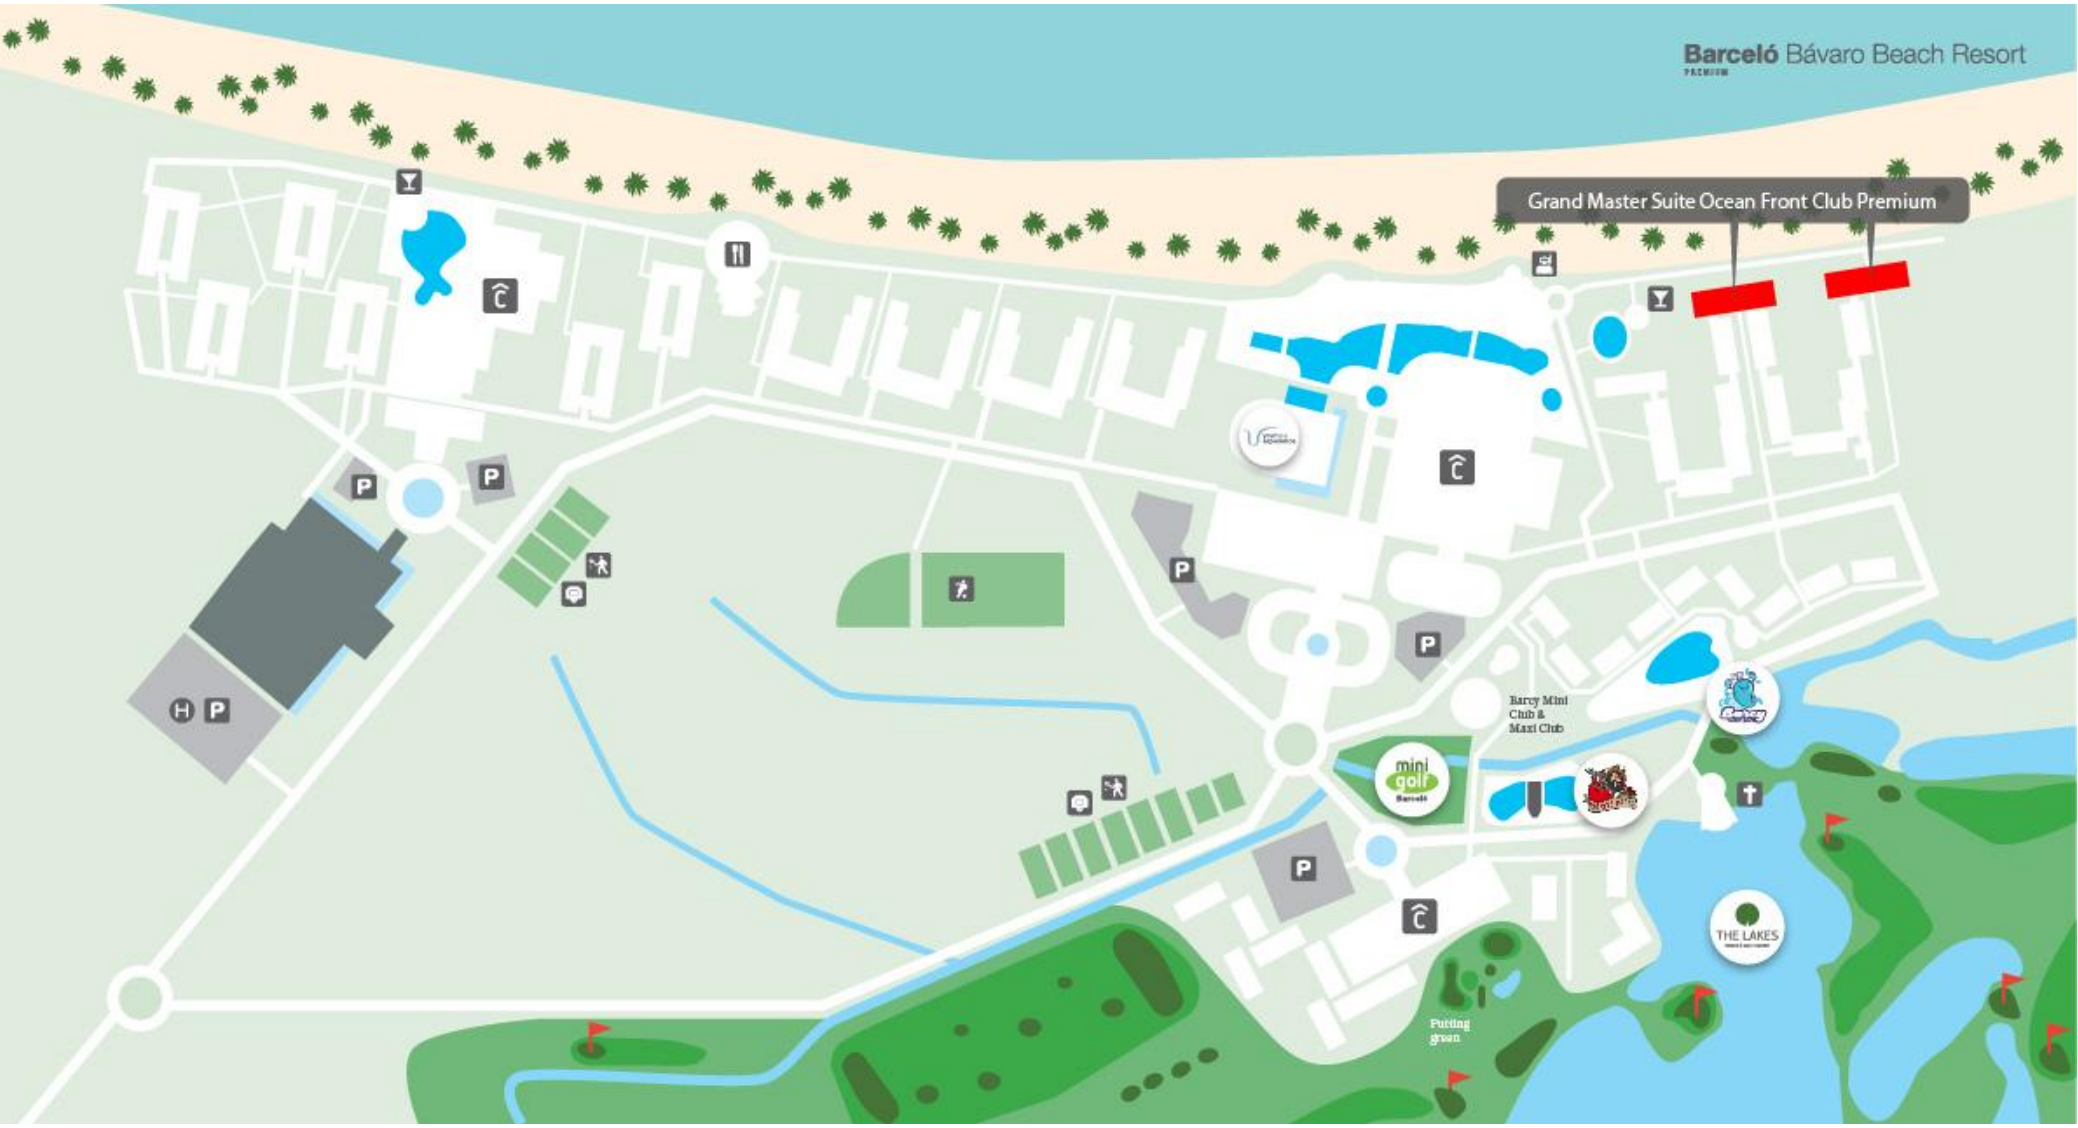 Barceló Bávaro Beach Resort
PREMIUM
Grand Master Suite Ocean Front Club Premium
P
P
P
Barcy Mini
Club &
Maxi Club
P
Barcy
H P
mini
golf
Barceló
P
THE LAKES
Putting
green